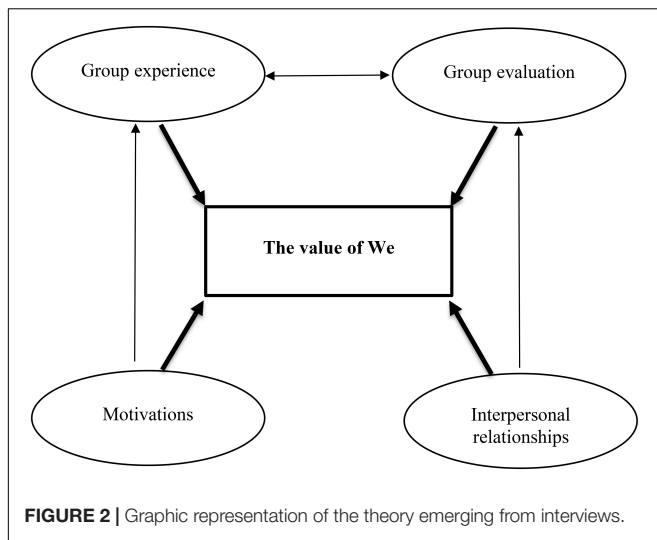 Group experience
Group evaluation
The value of We
Motivations
Interpersonal
relationships
FIGURE 2 | Graphic representation of the theory emerging from interviews.